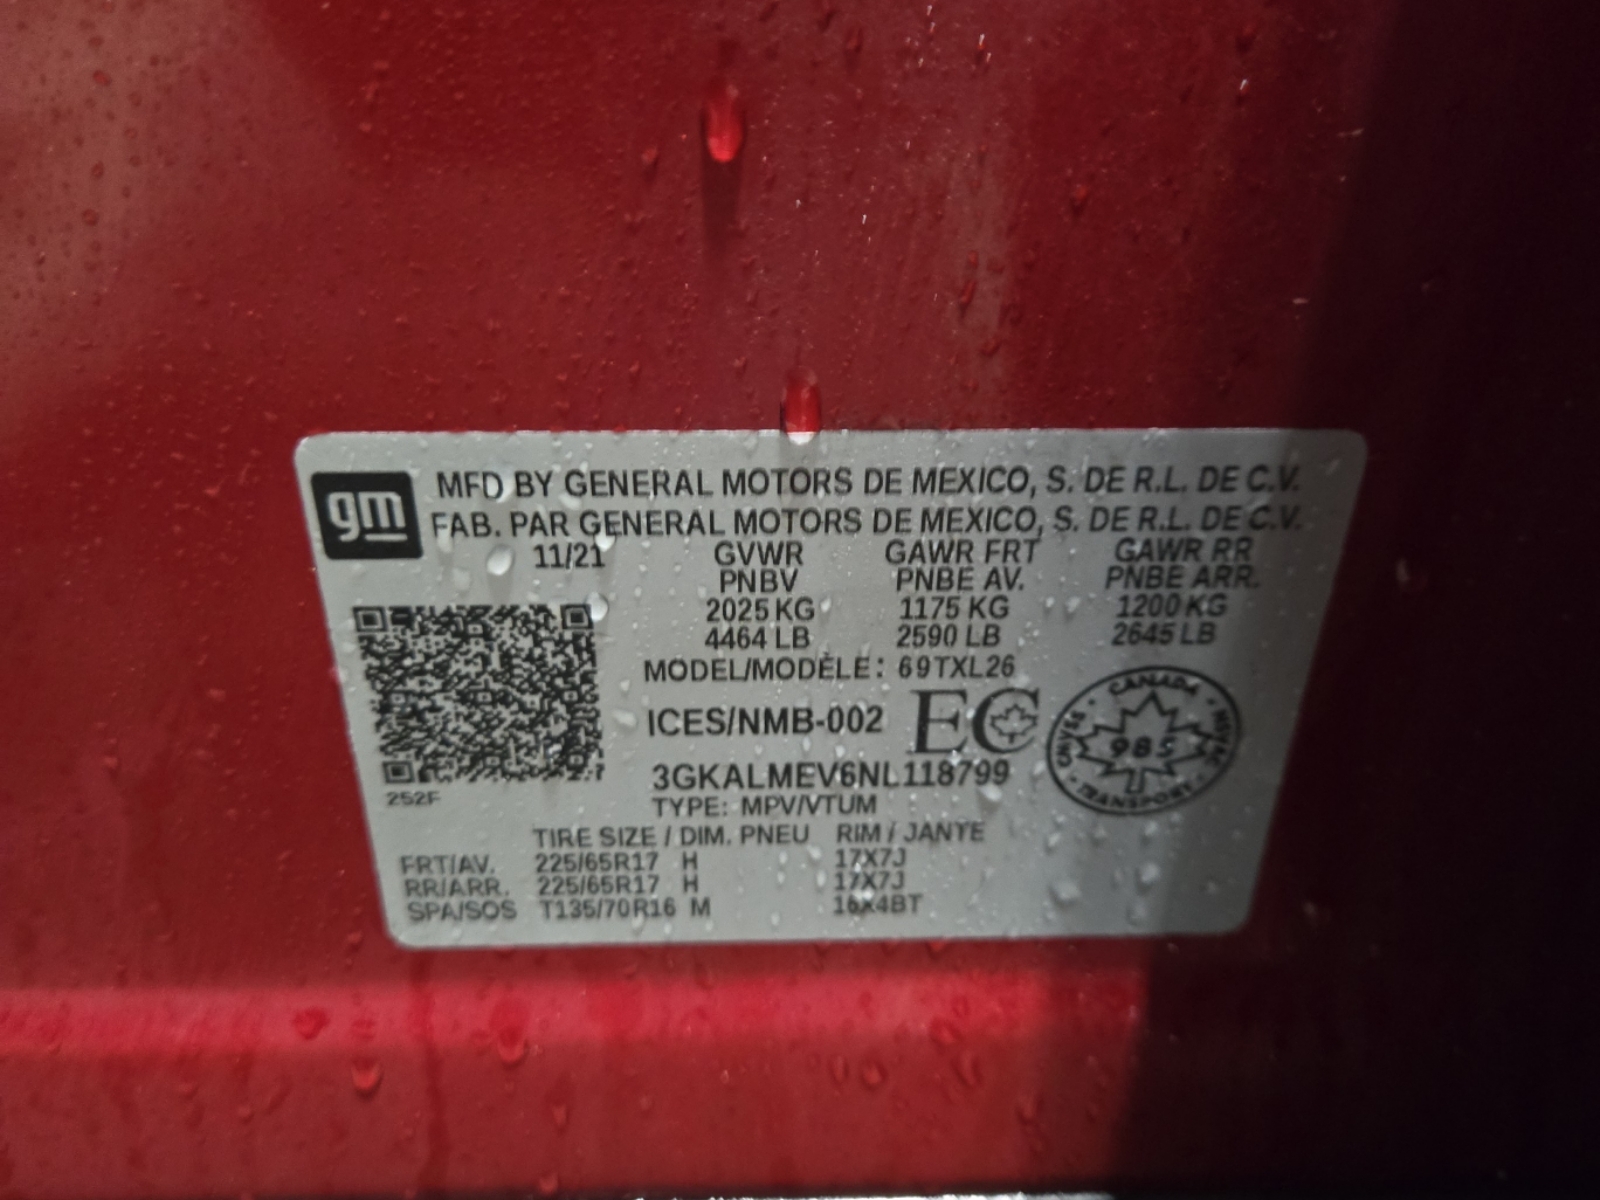 gm
MFD BY GENERAL MOTORS DE MEXICO, S. DE R.L. DE C.V.
FAB. PAR GENERAL MOTORS DE MEXICO, S. DE R.L. DE C.V.
11/21 GVWR GAWR FRT GAWR RR
PNBV PNBE AV. PNBE ARR.
2025 KG 1175 KG 1200 KG
4464 LB 2590 LB 2645 LB
MODEL/MODÈLE: 69TXL26
ICES/NMB-002 EC
CANADA
985
TRANSPORT
3GKALMEV6NL118799
252F
TYPE: MPV/VTUM
TIRE SIZE / DIM. PNEU RIM / JANTE
FRT/AV. 225/65R17 H 17X7J
RR/ARR. 225/65R17 H 17X7J
SPA/SOS T135/70R16 M 16X4BT